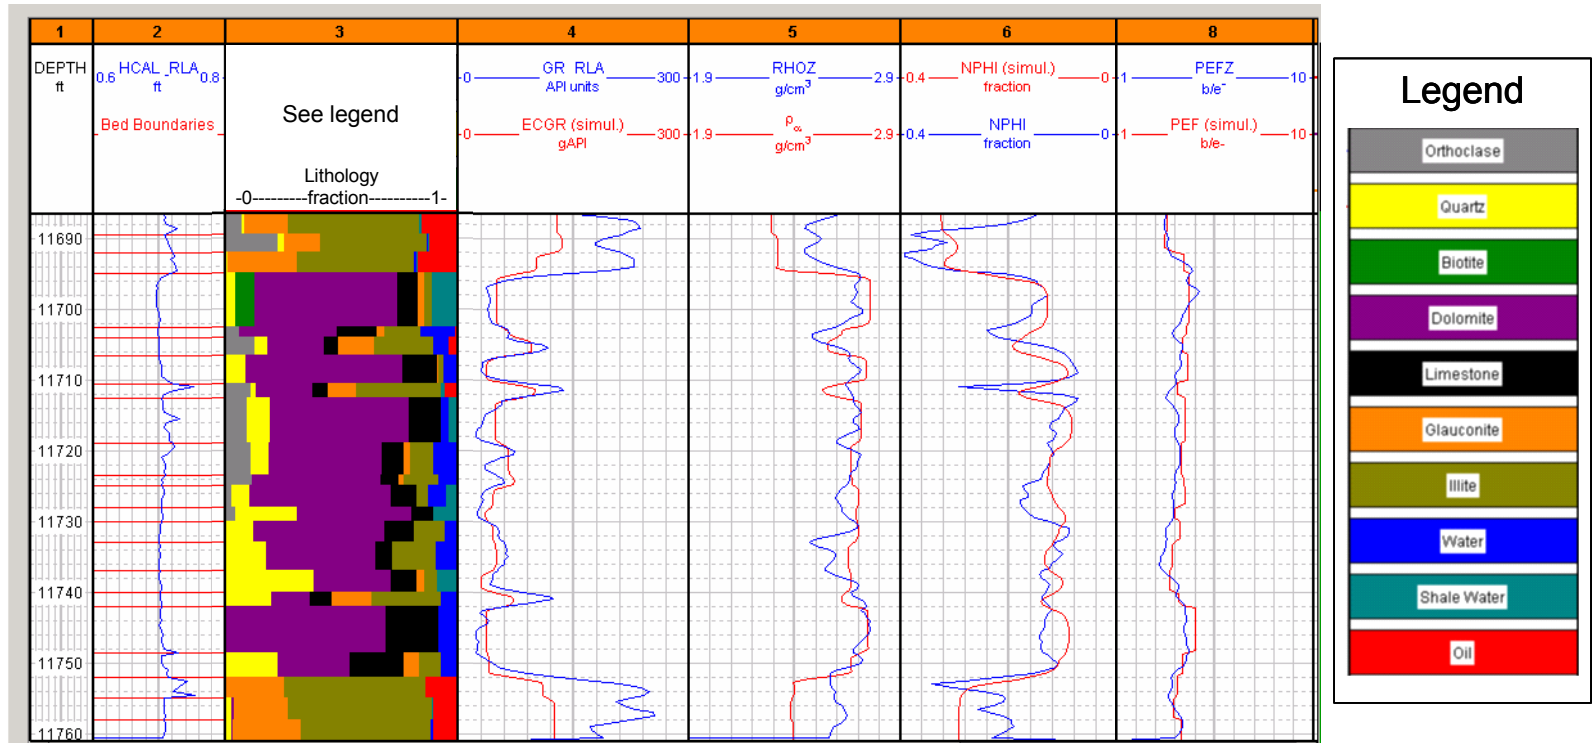 1 2 3 4 5 6 8
DEPTH
ft
0.6 HCAL_RLA 0.8
ft
Bed Boundaries
See legend
Lithology
-0----------fraction----------1-
0 GR RLA 300
API units
0 ECGR (simul.) 300
gAPI
1.9 RHOZ 2.9
g/cm³
1.9 ρα 2.9
g/cm³
0.4 NPHI (simul.) 0
fraction
0.4 NPHI 0
fraction
1 PEFZ 10
b/e⁻
1 PEF (simul.) 10
b/e-
11690
11700
11710
11720
11730
11740
11750
11760
Legend
Orthoclase
Quartz
Biotite
Dolomite
Limestone
Glauconite
Illite
Water
Shale Water
Oil